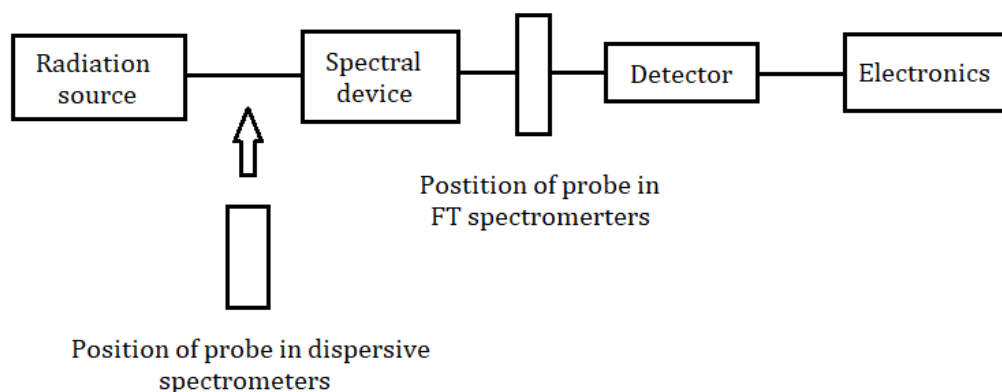 Radiation
source
Spectral
device
Detector
Electronics
Postition of probe in
FT spectromerters
Position of probe in dispersive
spectrometers